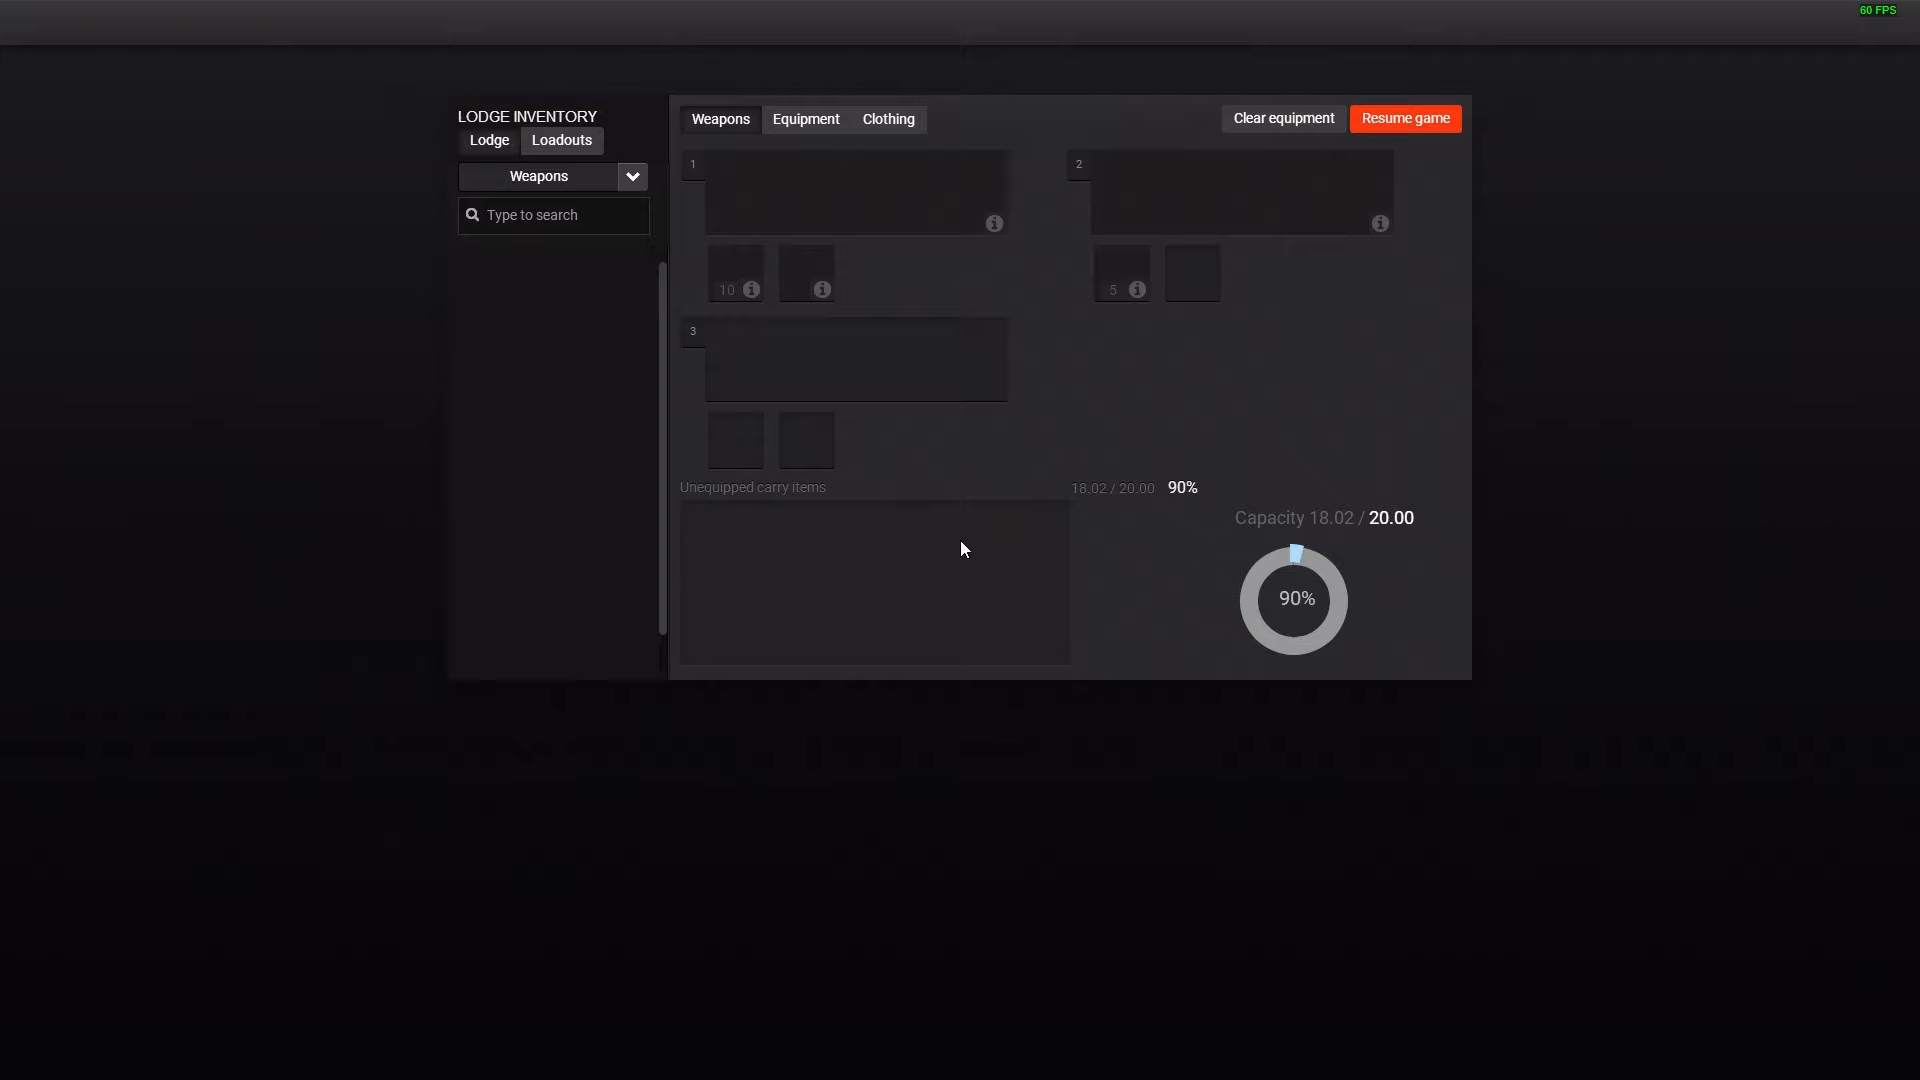 60 FPS
LODGE INVENTORY
Lodge Loadouts
Weapons
Type to search
Weapons Equipment Clothing
Clear equipment Resume game
1
2
10
5
3
Unequipped carry items
18.02 / 20.00 90%
Capacity 18.02 / 20.00
90%